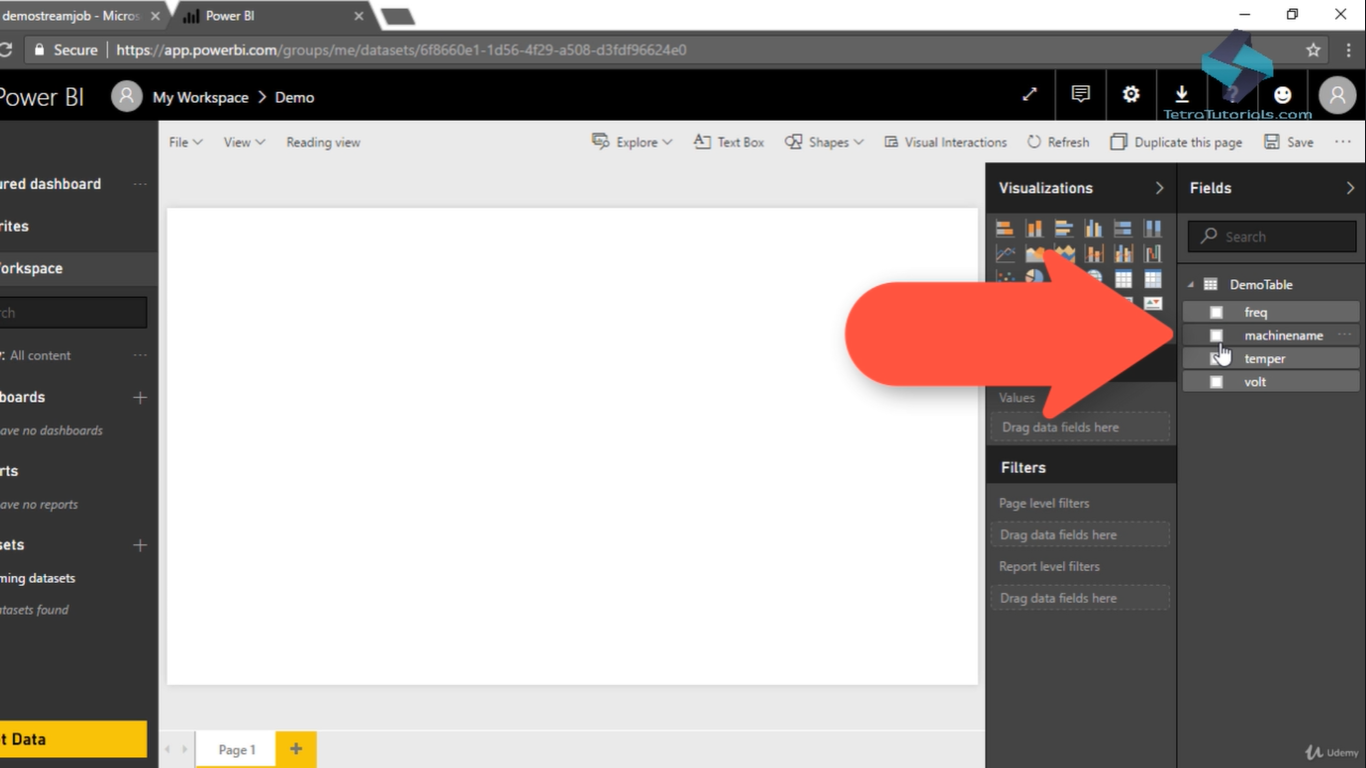 demostreamjob - Micros
Power BI
Secure
https://app.powerbi.com/groups/me/datasets/6f8660e1-1d56-4f29-a508-d3fdf96624e0
Power BI
My Workspace > Demo
TetraTutorials.com
File View Reading view
Explore Text Box Shapes Visual Interactions Refresh Duplicate this page Save
ured dashboard
rites
orkspace
rch
: All content
boards
ave no dashboards
rts
ave no reports
sets
ming datasets
atasets found
t Data
Visualizations
Values
Drag data fields here
Filters
Page level filters
Drag data fields here
Report level filters
Drag data fields here
Fields
Search
DemoTable
freq
machinename
temper
volt
Page 1
Udemy